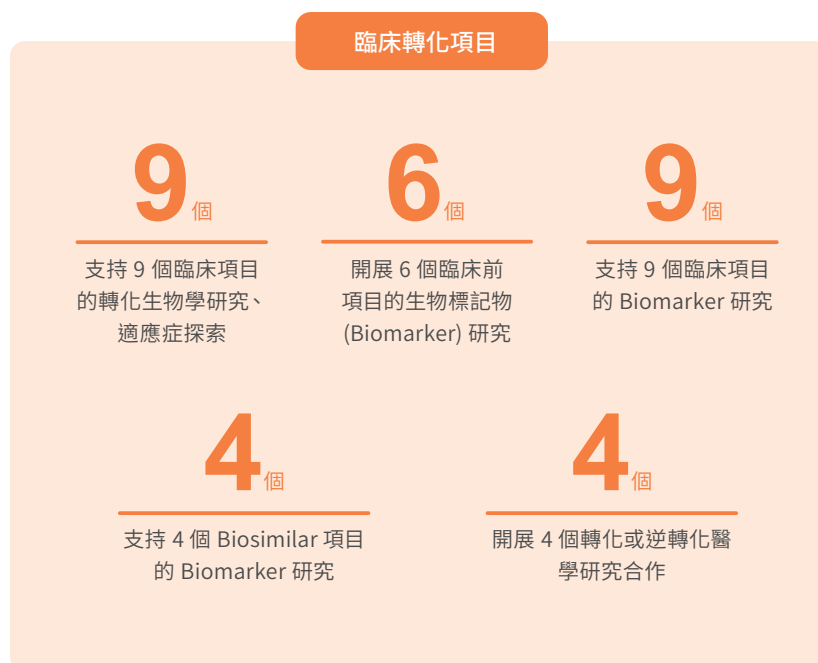 臨床轉化項目
9個
支持 9 個臨床項目
的轉化生物學研究、
適應症探索
6個
開展 6 個臨床前
項目的生物標記物
(Biomarker) 研究
9個
支持 9 個臨床項目
的 Biomarker 研究
4個
支持 4 個 Biosimilar 項目
的 Biomarker 研究
4個
開展 4 個轉化或逆轉化醫
學研究合作